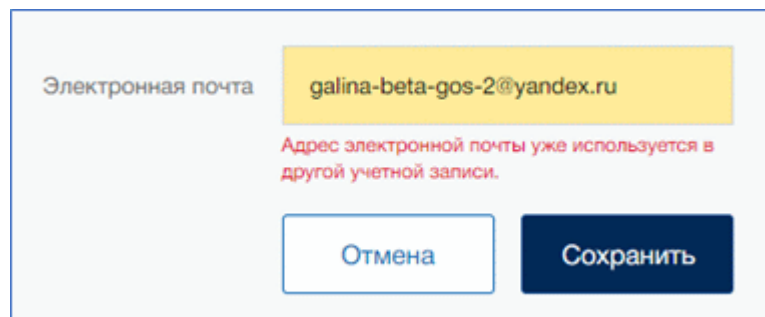 Электронная почта galina-beta-gos-2@yandex.ru
Адрес электронной почты уже используется в
другой учетной записи.
Отмена Сохранить